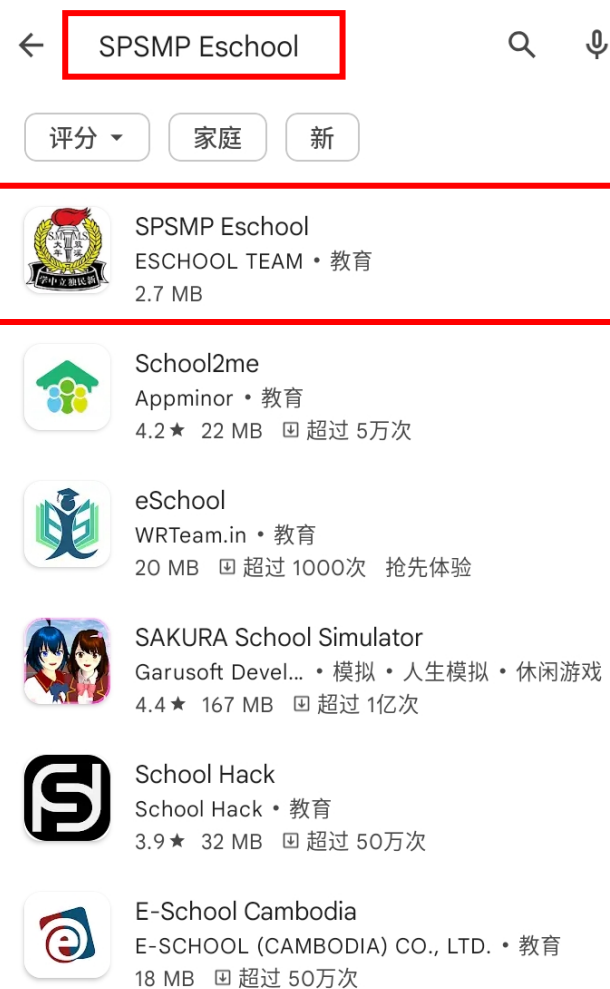 SPSMP Eschool
评分 家庭 新
SPSMP Eschool
ESCHOOL TEAM • 教育
2.7 MB
School2me
Appminor • 教育
4.2★ 22 MB 超过 5万次
eSchool
WRTeam.in • 教育
20 MB 超过 1000次 抢先体验
SAKURA School Simulator
Garusoft Devel... • 模拟 • 人生模拟 • 休闲游戏
4.4★ 167 MB 超过 1亿次
School Hack
School Hack • 教育
3.9★ 32 MB 超过 50万次
E-School Cambodia
E-SCHOOL (CAMBODIA) CO., LTD. • 教育
18 MB 超过 50万次